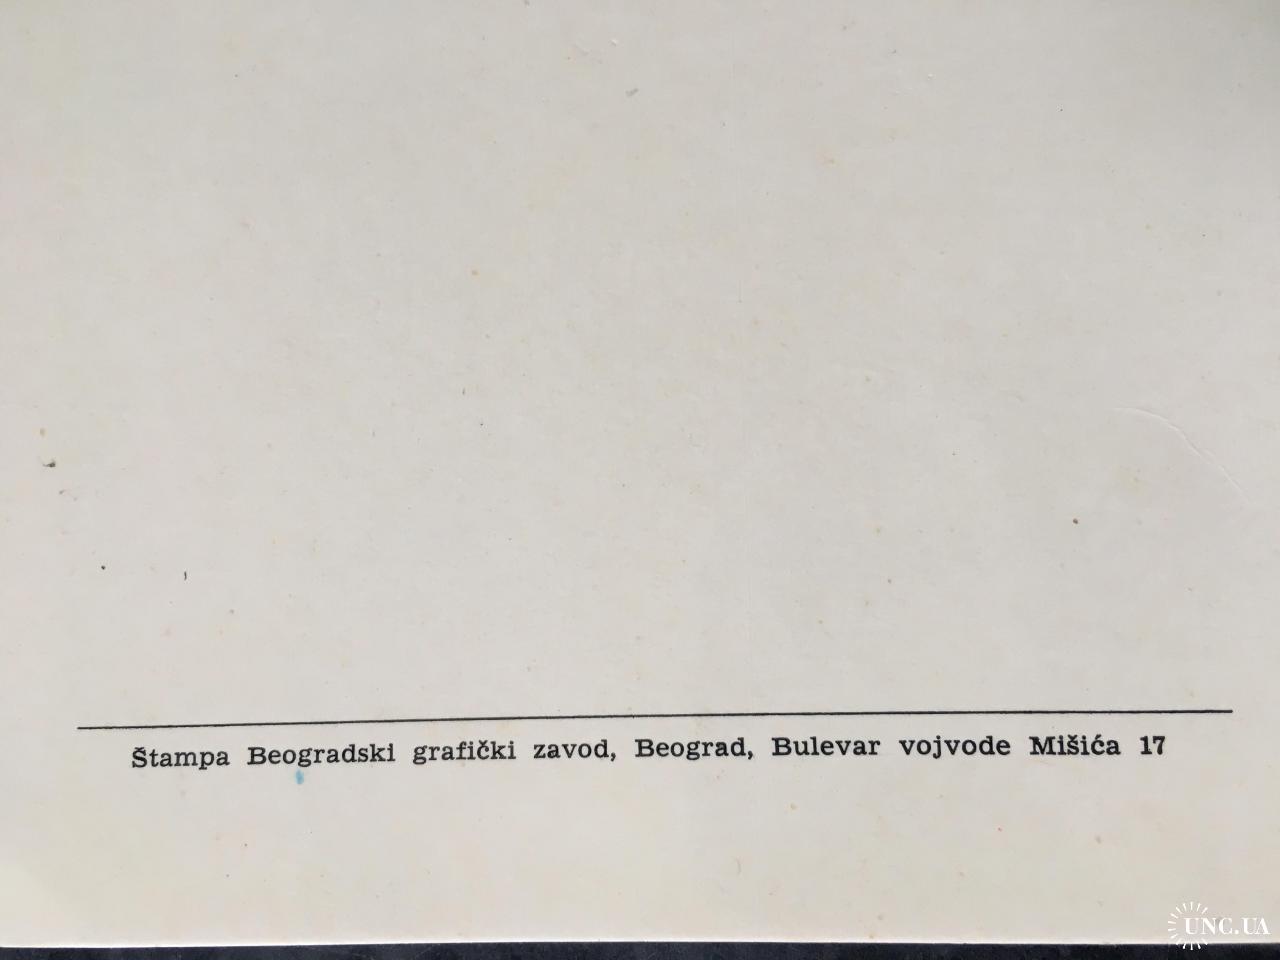 Štampa Beogradski grafički zavod, Beograd, Bulevar vojvode Mišića 17
UNC.UA